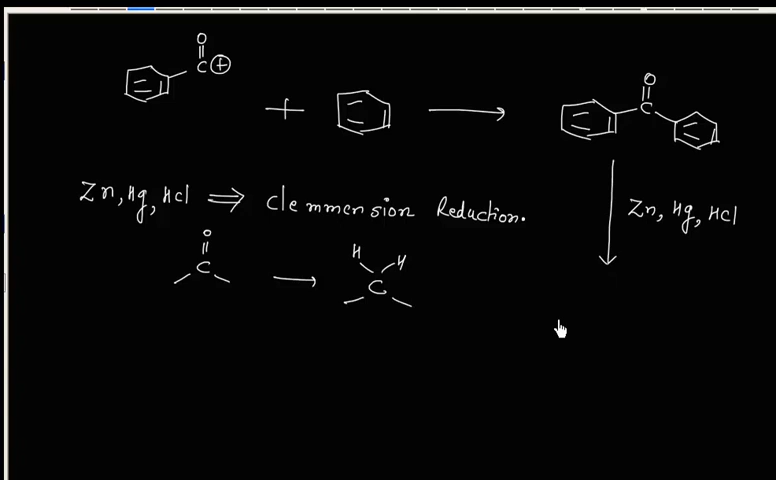 O
C +
+
O
C
Zn, Hg, HCl ⇒ clemmension Reduction.
Zn, Hg, HCl
O
C
H H
C